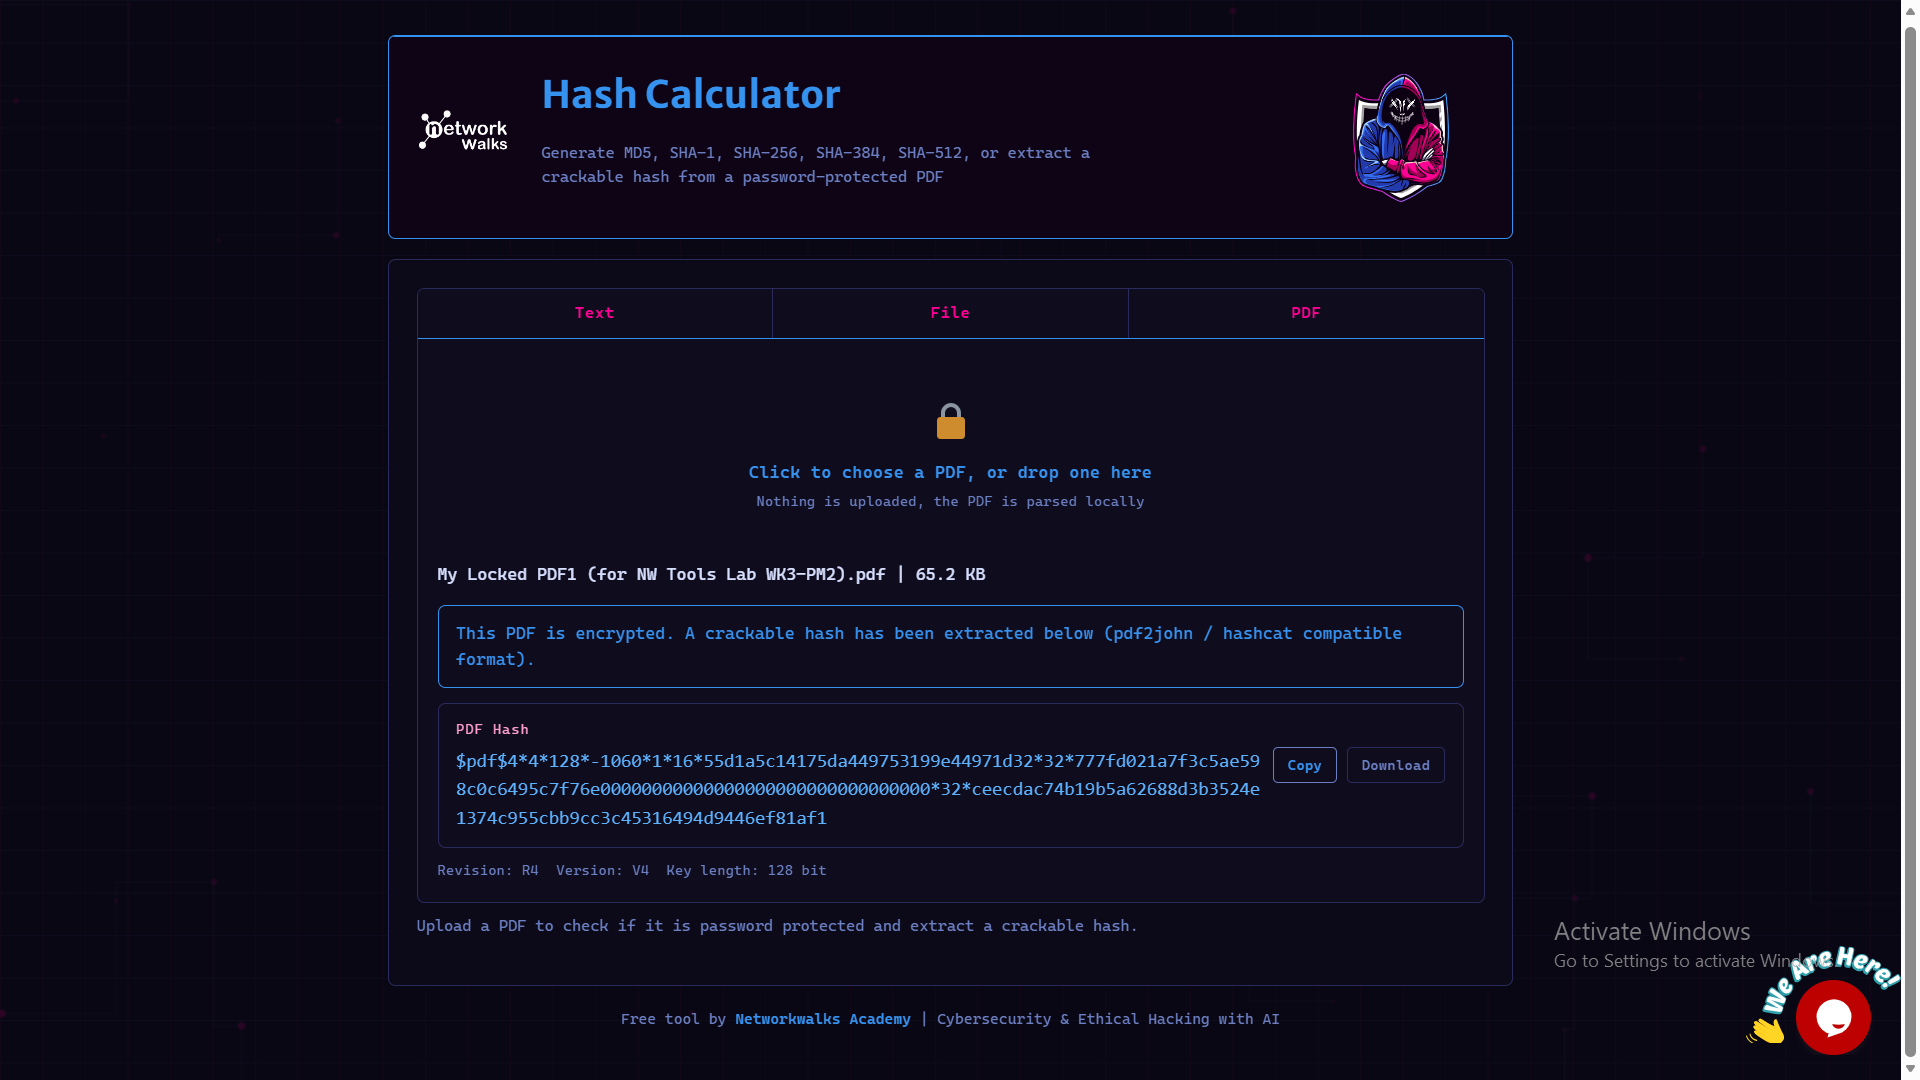 network
Walks
Hash Calculator
Generate MD5, SHA-1, SHA-256, SHA-384, SHA-512, or extract a
crackable hash from a password-protected PDF
Text
File
PDF
Click to choose a PDF, or drop one here
Nothing is uploaded, the PDF is parsed locally
My Locked PDF1 (for NW Tools Lab WK3-PM2).pdf | 65.2 KB
This PDF is encrypted. A crackable hash has been extracted below (pdf2john / hashcat compatible
format).
PDF Hash
$pdf$4*4*128*-1060*1*16*55d1a5c14175da449753199e44971d32*32*777fd021a7f3c5ae59
8c0c6495c7f76e00000000000000000000000000000000*32*ceecdac74b19b5a62688d3b3524e
1374c955cbb9cc3c45316494d9446ef81af1
Copy
Download
Revision: R4 Version: V4 Key length: 128 bit
Upload a PDF to check if it is password protected and extract a crackable hash.
Activate Windows
Go to Settings to activate Windows.
We Are Here!
Free tool by Networkwalks Academy | Cybersecurity & Ethical Hacking with AI